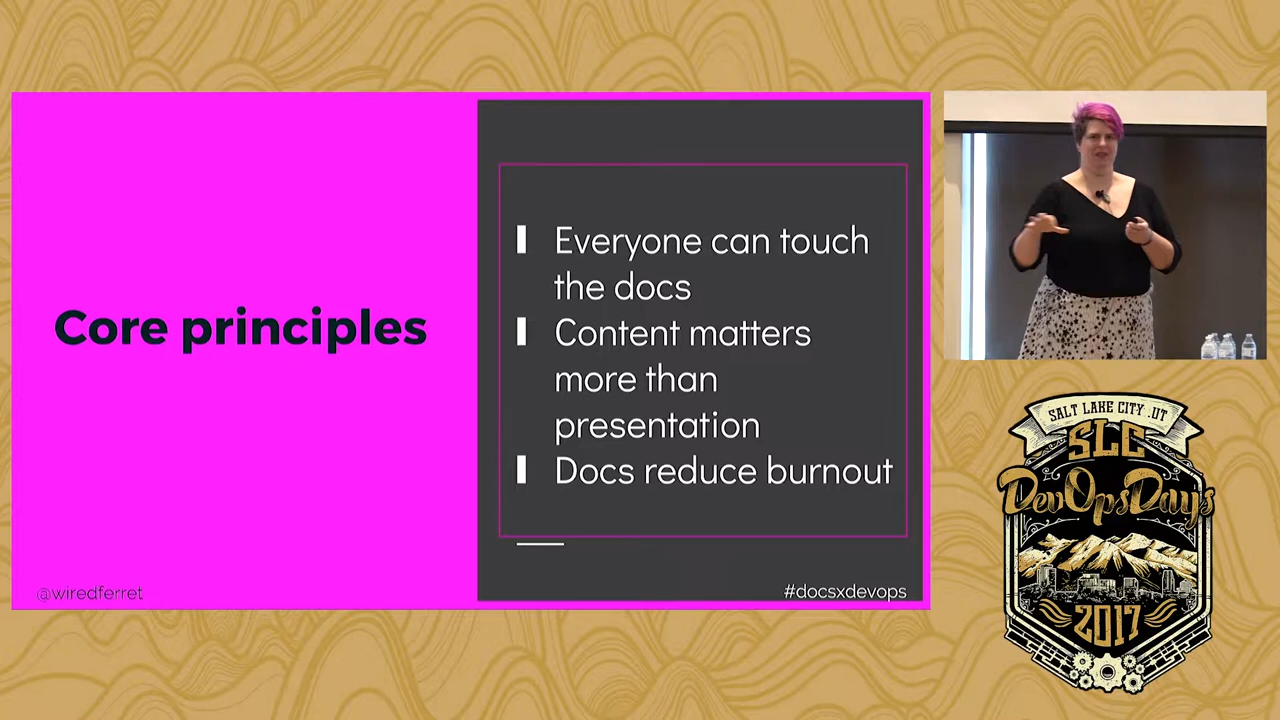 Core principles
Everyone can touch
the docs
Content matters
more than
presentation
Docs reduce burnout
@wiredferret
#docsxdevops
SALT LAKE CITY .UT
SLC
DevOpsDays
2017